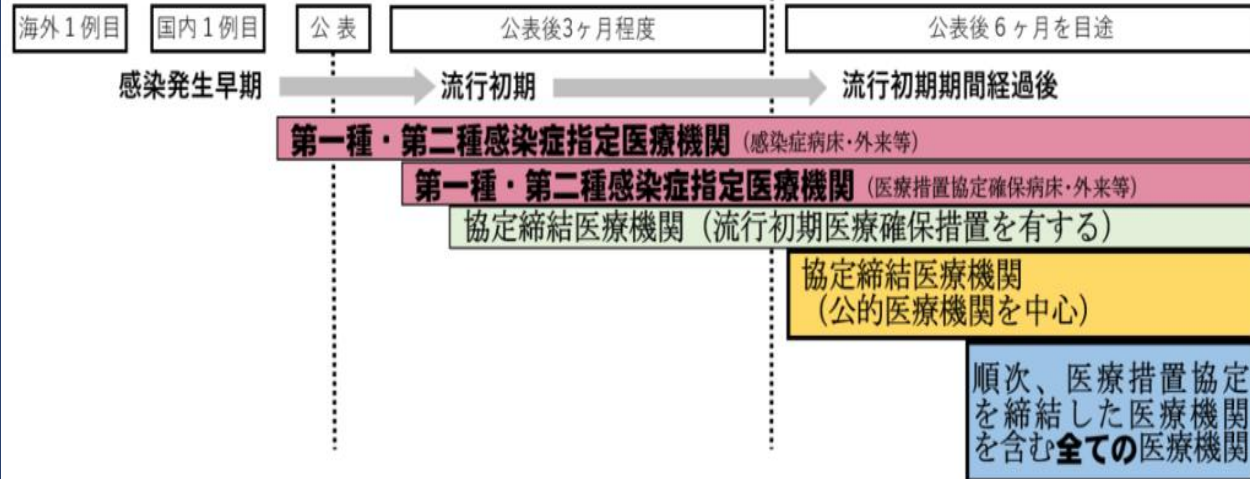 海外１例目
国内１例目
公 表
公表後3ヶ月程度
公表後６ヶ月を目途
感染発生早期
流行初期
流行初期期間経過後
第一種・第二種感染症指定医療機関（感染症病床・外来等）
第一種・第二種感染症指定医療機関（医療措置協定確保病床・外来等）
協定締結医療機関（流行初期医療確保措置を有する）
協定締結医療機関
（公的医療機関を中心）
順次、医療措置協定
を締結した医療機関
を含む全ての医療機関